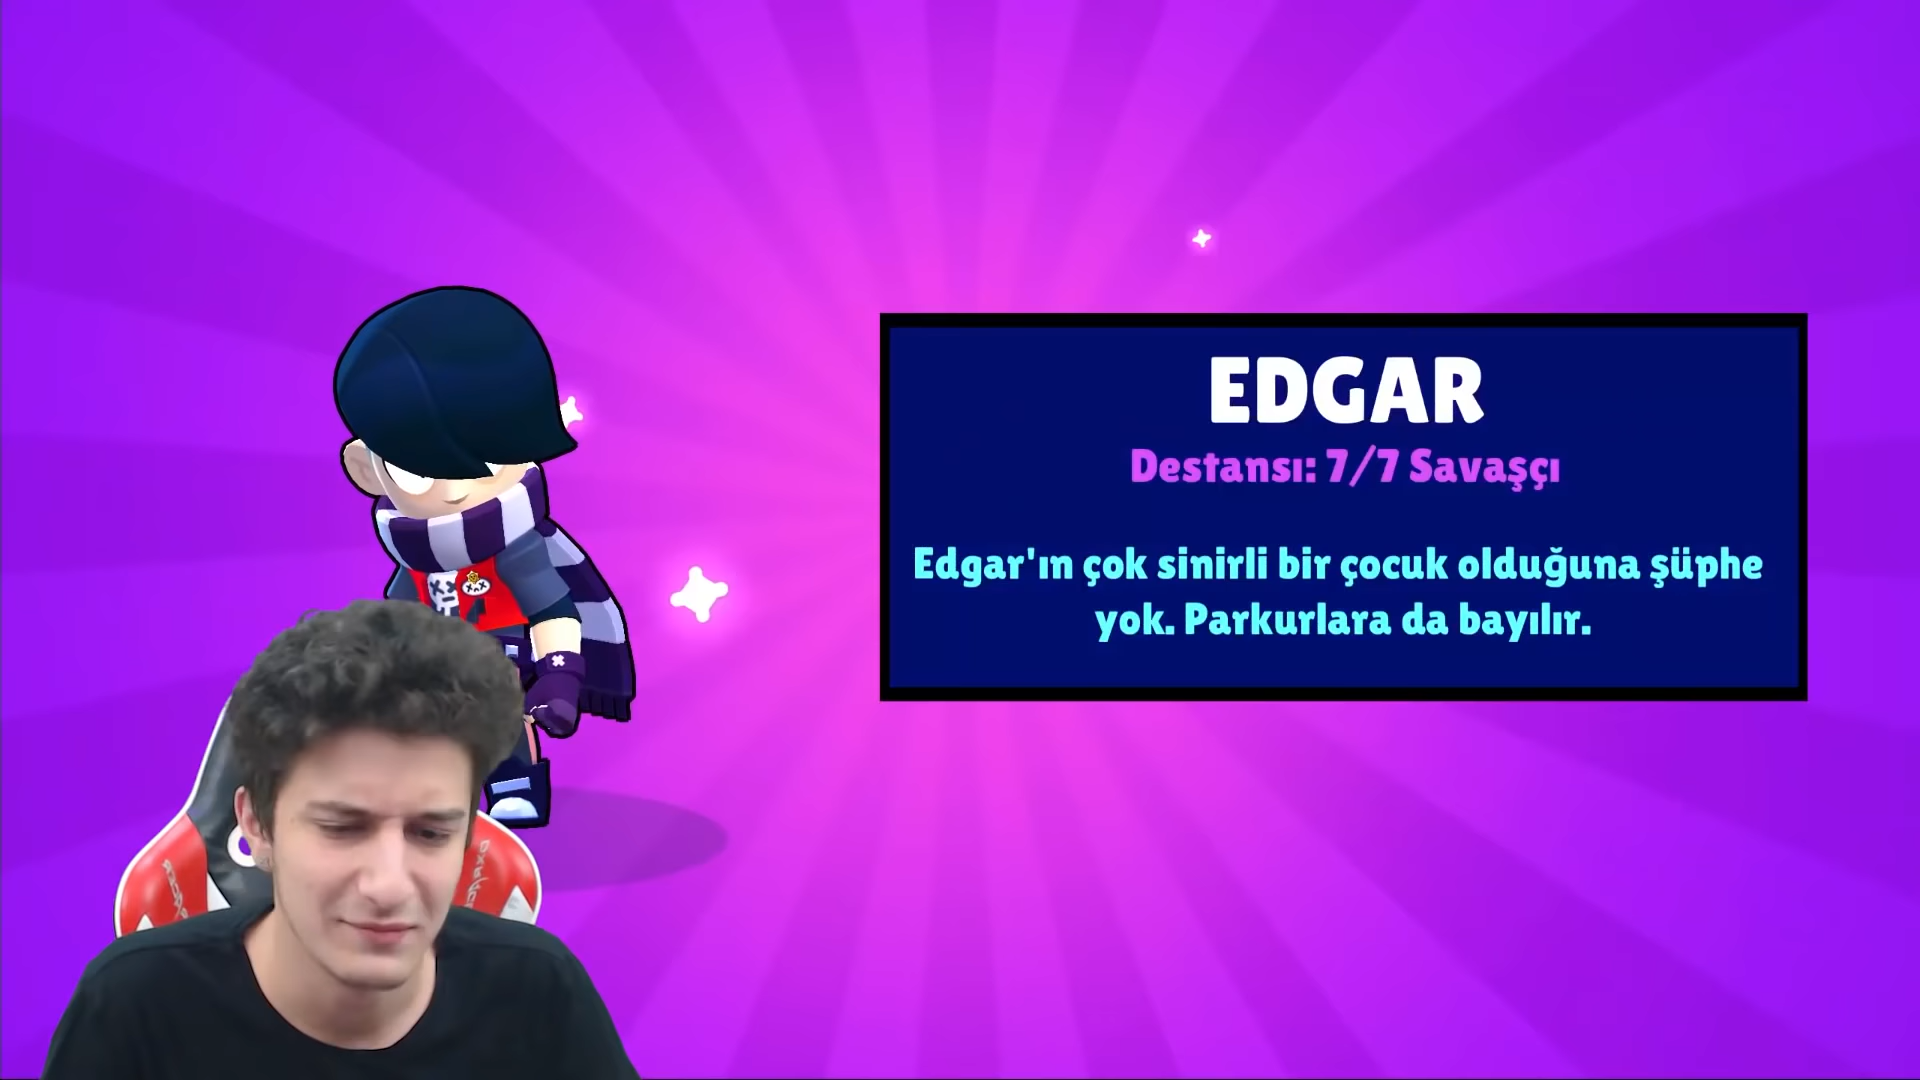 EDGAR
Destansı: 7/7 Savaşçı
Edgar'ın çok sinirli bir çocuk olduğuna şüphe
yok. Parkurlara da bayılır.